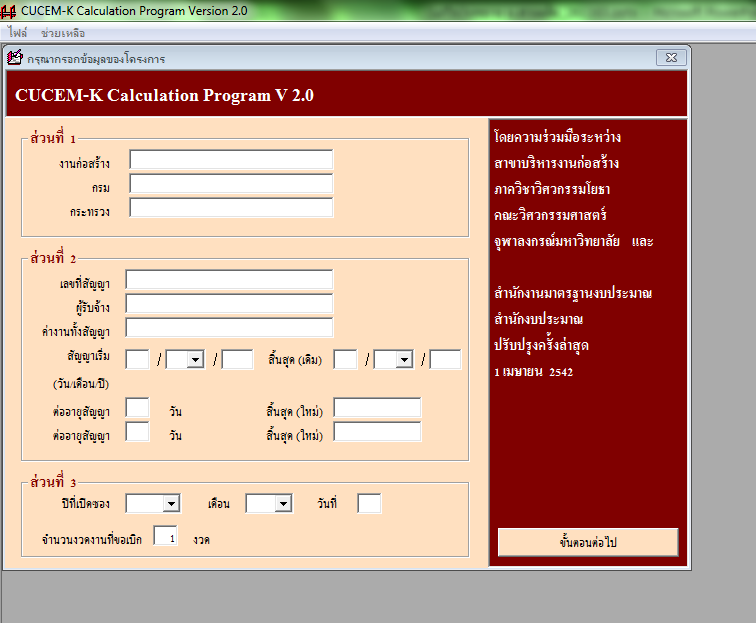 CUCEM-K Calculation Program Version 2.0
ไฟล์ ช่วยเหลือ
กรุณากรอกข้อมูลของโครงการ
CUCEM-K Calculation Program V 2.0
ส่วนที่ 1
งานก่อสร้าง
กรม
กระทรวง
ส่วนที่ 2
เลขที่สัญญา
ผู้รับจ้าง
ค่างานทั้งสัญญา
สัญญาเริ่ม / / สิ้นสุด (เดิม) / /
(วัน/เดือน/ปี)
ต่ออายุสัญญา วัน สิ้นสุด (ใหม่)
ต่ออายุสัญญา วัน สิ้นสุด (ใหม่)
ส่วนที่ 3
ปีที่เปิดซอง เดือน วันที่
จำนวนงวดงานที่ขอเบิก 1 งวด
โดยความร่วมมือระหว่าง
สาขาบริหารงานก่อสร้าง
ภาควิชาวิศวกรรมโยธา
คณะวิศวกรรมศาสตร์
จุฬาลงกรณ์มหาวิทยาลัย และ
สำนักงานมาตรฐานงบประมาณ
สำนักงบประมาณ
ปรับปรุงครั้งล่าสุด
1 เมษายน 2542
ขั้นตอนต่อไป